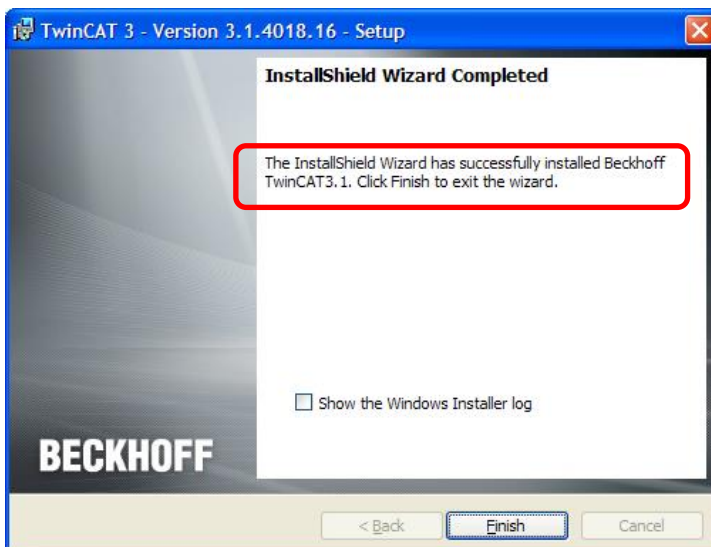 TwinCAT 3 - Version 3.1.4018.16 - Setup
InstallShield Wizard Completed
The InstallShield Wizard has successfully installed Beckhoff
TwinCAT3.1. Click Finish to exit the wizard.
Show the Windows Installer log
BECKHOFF
< Back
Finish
Cancel